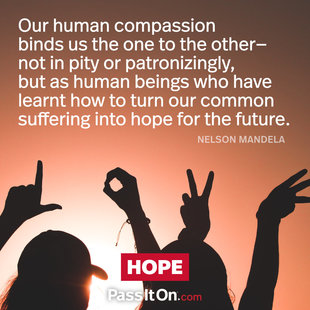 Our human compassion
binds us the one to the other—
not in pity or patronizingly,
but as human beings who have
learnt how to turn our common
suffering into hope for the future.
NELSON MANDELA
HOPE
PassItOn.com